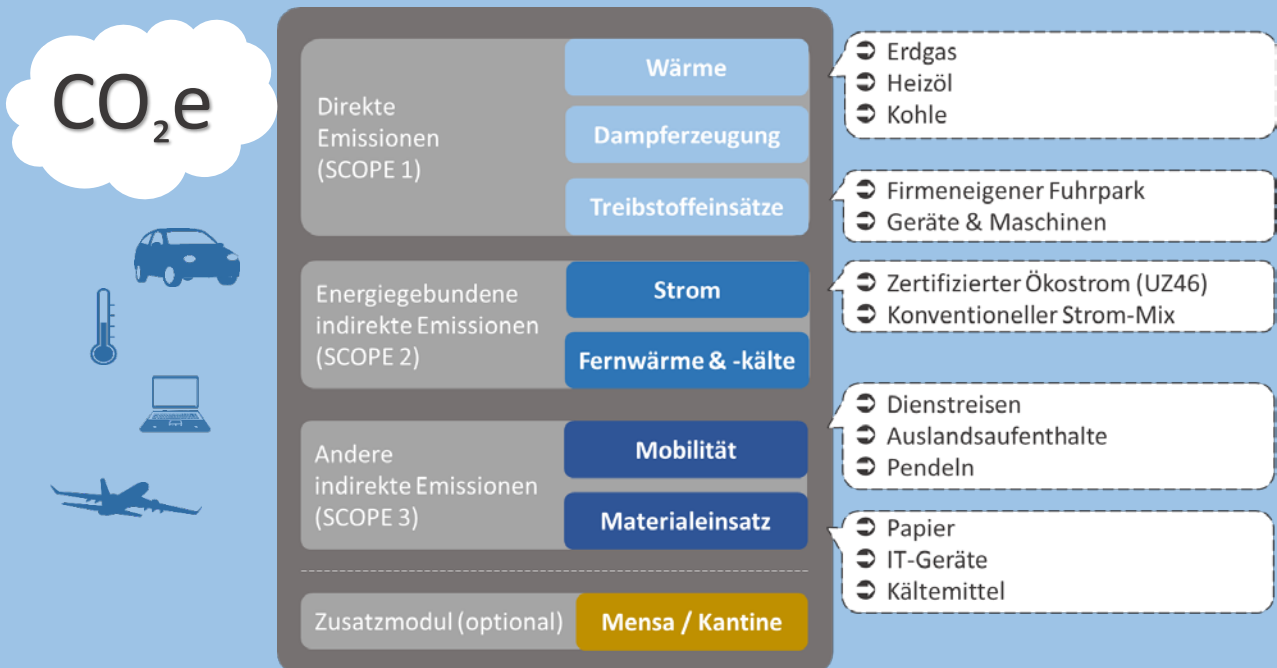 CO₂e
Direkte
Emissionen
(SCOPE 1)
Wärme
Dampferzeugung
Treibstoffeinsätze
Erdgas
Heizöl
Kohle
Firmeneigener Fuhrpark
Geräte & Maschinen
Energiegebundene
indirekte Emissionen
(SCOPE 2)
Strom
Fernwärme & -kälte
Zertifizierter Ökostrom (UZ46)
Konventioneller Strom-Mix
Andere
indirekte Emissionen
(SCOPE 3)
Mobilität
Materialeinsatz
Dienstreisen
Auslandsaufenthalte
Pendeln
Papier
IT-Geräte
Kältemittel
Zusatzmodul (optional)
Mensa / Kantine